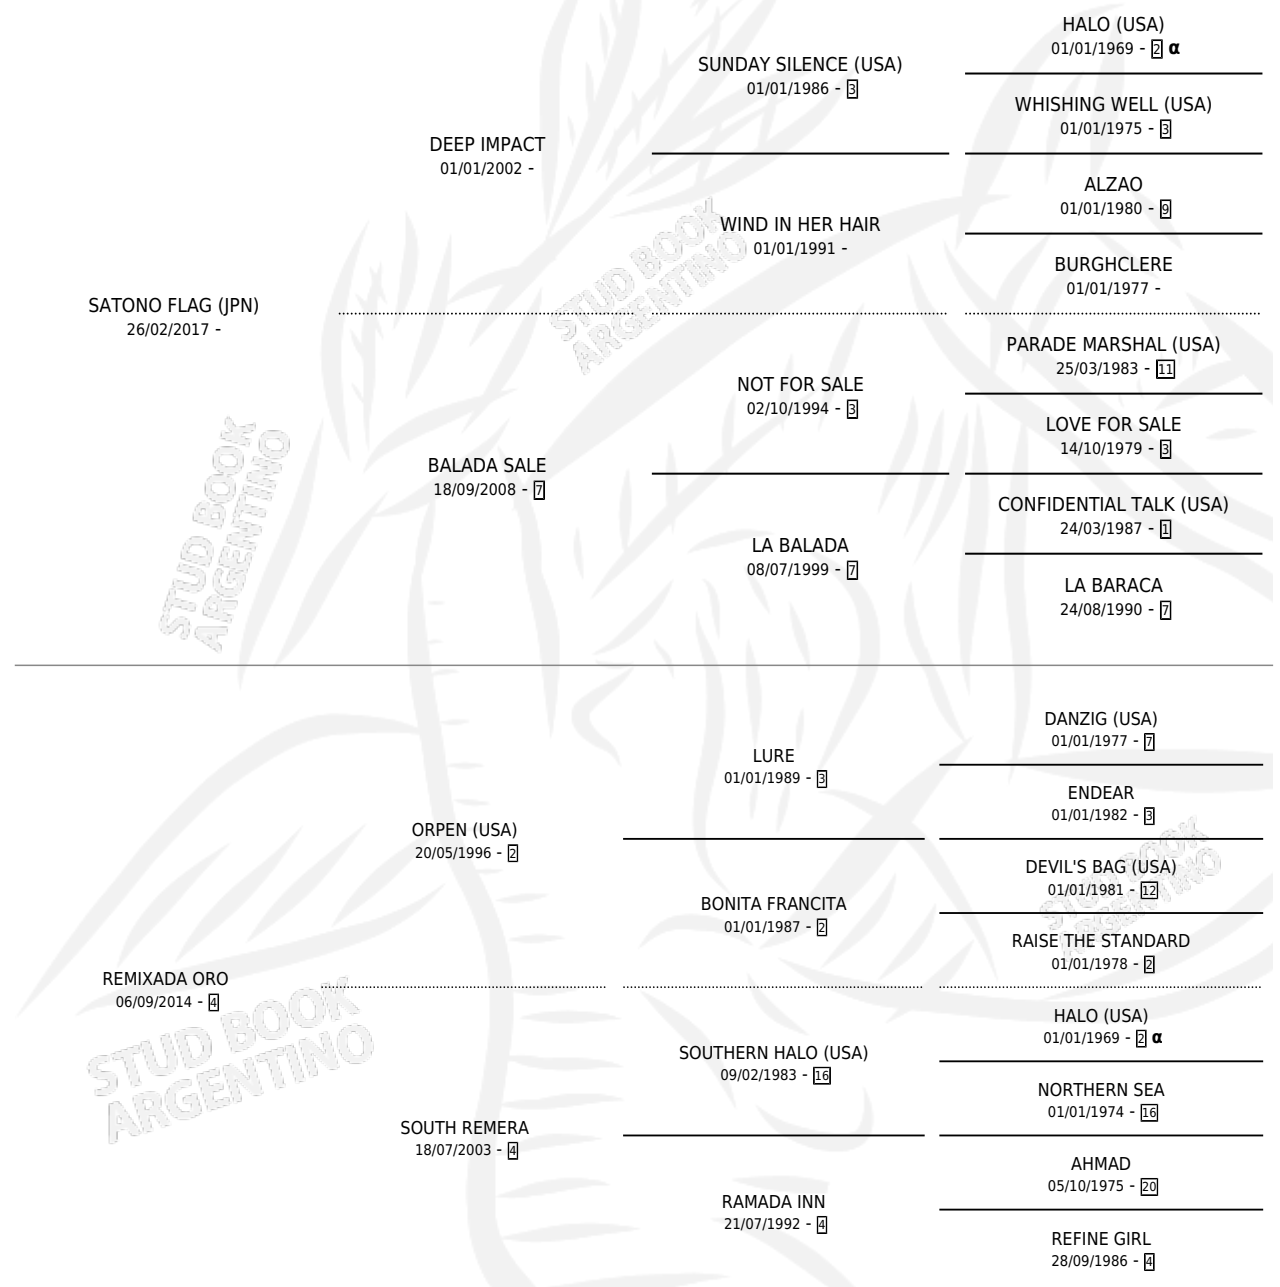 HALO (USA)
01/01/1969 - 2 α
SUNDAY SILENCE (USA)
01/01/1986 - 3
WHISHING WELL (USA)
01/01/1975 - 3
DEEP IMPACT
01/01/2002 -
ALZAO
01/01/1980 - 9
WIND IN HER HAIR
01/01/1991 -
BURGHCLERE
01/01/1977 -
SATONO FLAG (JPN)
26/02/2017 -
PARADE MARSHAL (USA)
25/03/1983 - 11
NOT FOR SALE
02/10/1994 - 3
LOVE FOR SALE
14/10/1979 - 3
BALADA SALE
18/09/2008 - 7
CONFIDENTIAL TALK (USA)
24/03/1987 - 1
LA BALADA
08/07/1999 - 7
LA BARACA
24/08/1990 - 7
STUD BOOK
ARGENTINO
STUD BOOK
ARGENTINO
DANZIG (USA)
01/01/1977 - 7
LURE
01/01/1989 - 3
ENDEAR
01/01/1982 - 3
ORPEN (USA)
20/05/1996 - 2
DEVIL'S BAG (USA)
01/01/1981 - 12
BONITA FRANCITA
01/01/1987 - 2
RAISE THE STANDARD
01/01/1978 - 2
REMIXADA ORO
06/09/2014 - 4
HALO (USA)
01/01/1969 - 2 α
SOUTHERN HALO (USA)
09/02/1983 - 16
NORTHERN SEA
01/01/1974 - 16
SOUTH REMERA
18/07/2003 - 4
AHMAD
05/10/1975 - 20
RAMADA INN
21/07/1992 - 4
REFINE GIRL
28/09/1986 - 4
STUD BOOK
ARGENTINO
STUD BOOK
ARGENTINO